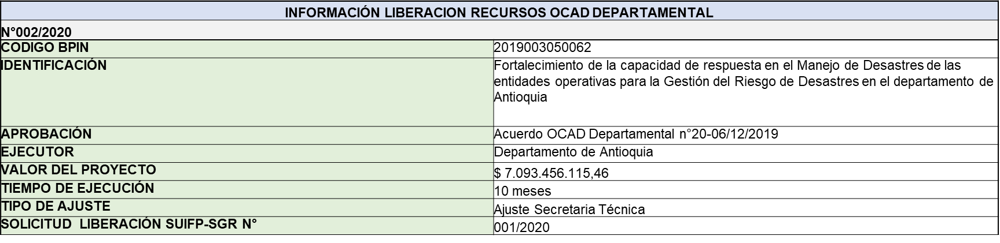 INFORMACIÓN LIBERACION RECURSOS OCAD DEPARTAMENTAL
N°002/2020
CODIGO BPIN 2019003050062
IDENTIFICACIÓN Fortalecimiento de la capacidad de respuesta en el Manejo de Desastres de las
entidades operativas para la Gestión del Riesgo de Desastres en el departamento de
Antioquia
APROBACIÓN Acuerdo OCAD Departamental n°20-06/12/2019
EJECUTOR Departamento de Antioquia
VALOR DEL PROYECTO $ 7.093.456.115,46
TIEMPO DE EJECUCIÓN 10 meses
TIPO DE AJUSTE Ajuste Secretaria Técnica
SOLICITUD LIBERACIÓN SUIFP-SGR N° 001/2020